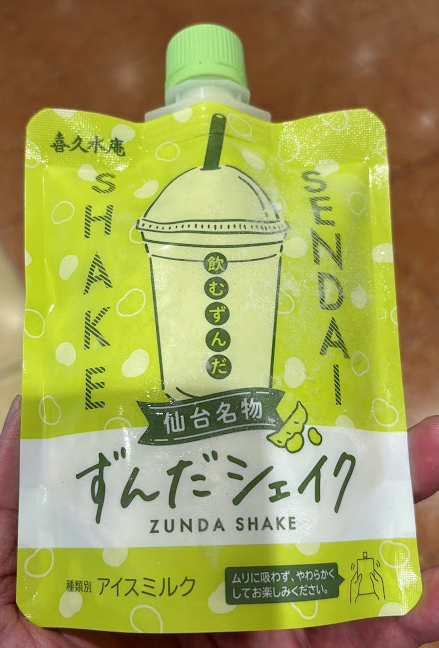 喜久水庵
SHAKE
SENDAI
飲むずんだ
仙台名物
ずんだシェイク
ZUNDA SHAKE
種類別 アイスミルク
ムリに吸わず、やわらかく
してお楽しみください。